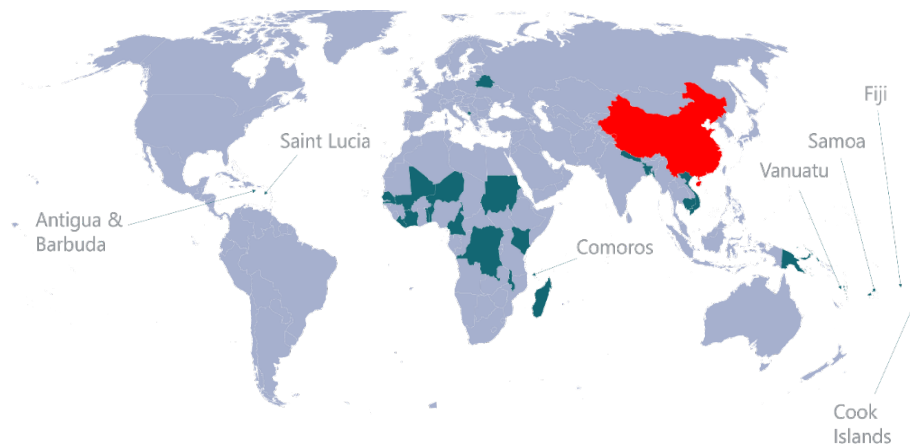 Fiji
Saint Lucia
Samoa
Vanuatu
Antigua &
Barbuda
Comoros
Cook
Islands